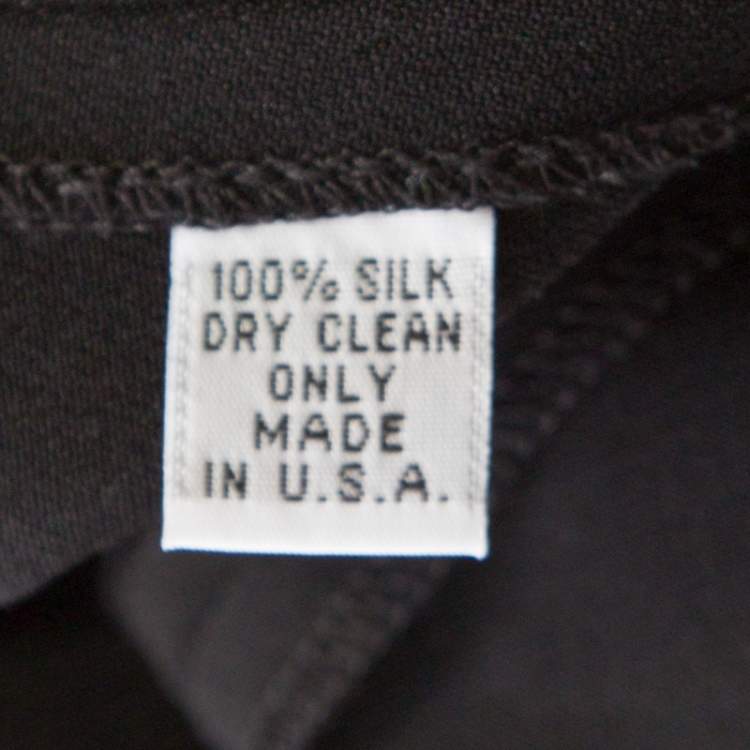 100% SILK
DRY CLEAN
ONLY
MADE
IN U.S.A.